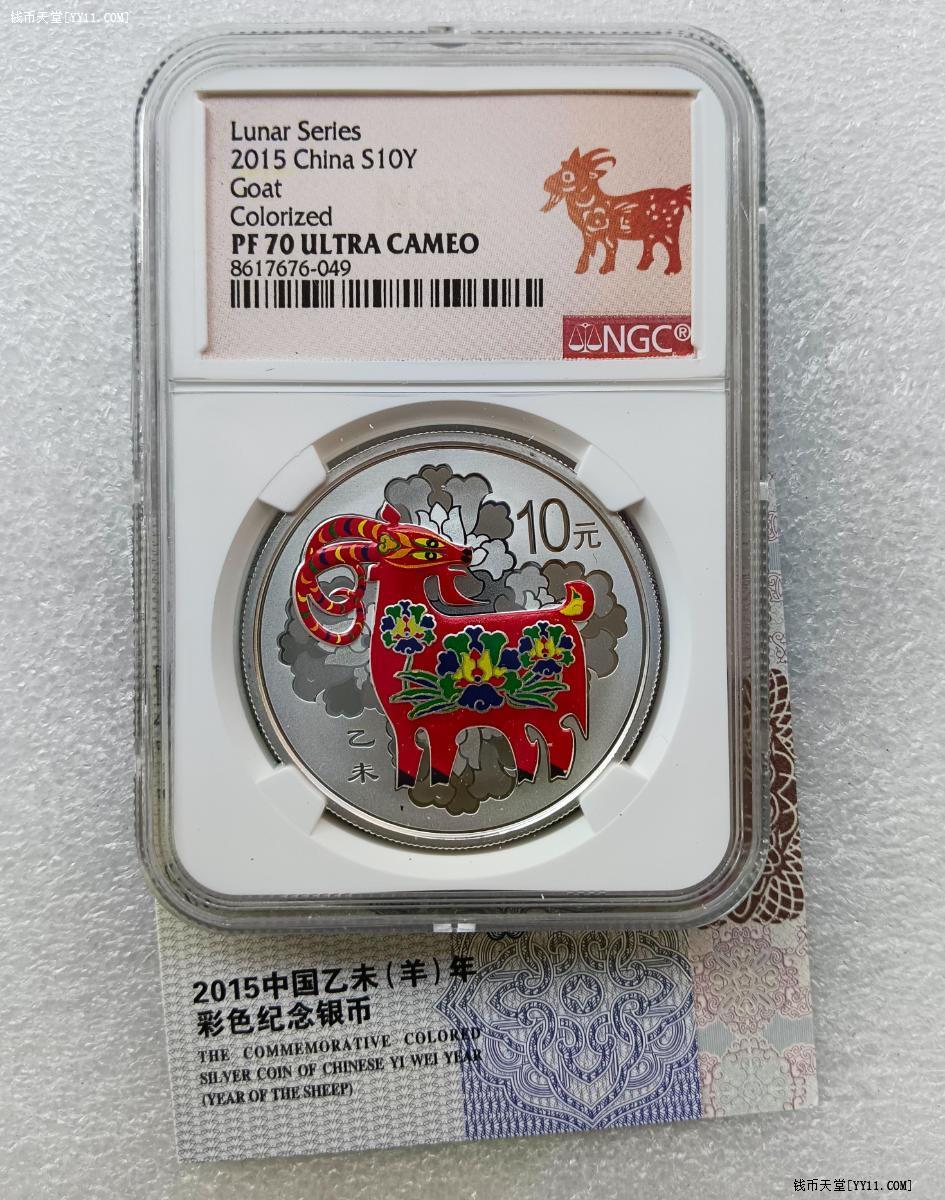 钱币天堂[YY11.COM]
Lunar Series
2015 China S10Y
Goat
Colorized
PF 70 ULTRA CAMEO
8617676-049
NGC®
10元
乙
未
2015中国乙未(羊)年
彩色纪念银币
THE COMMEMORATIVE COLORED
SILVER COIN OF CHINESE YI WEI YEAR
(YEAR OF THE SHEEP)
钱币天堂[YY11.COM]